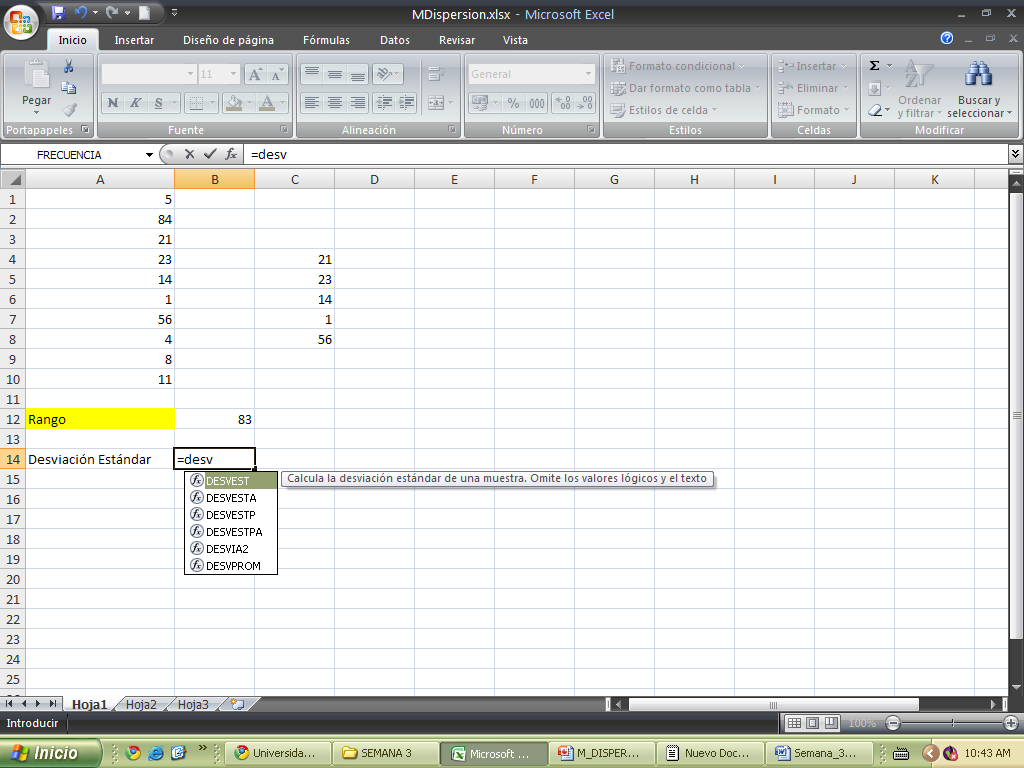 MDispersion.xlsx - Microsoft Excel
Inicio Insertar Diseño de página Fórmulas Datos Revisar Vista
Pegar
Portapapeles
11
N K S
Fuente
Alineación
General
% 000
Número
Formato condicional
Dar formato como tabla
Estilos de celda
Estilos
Insertar
Eliminar
Formato
Celdas
Σ
Ordenar y filtrar
Buscar y seleccionar
Modificar
FRECUENCIA fx =desv
A B C D E F G H I J K
1 5
2 84
3 21
4 23 21
5 14 23
6 1 14
7 56 1
8 4 56
9 8
10 11
11
12 Rango 83
13
14 Desviación Estándar =desv
15 DESVEST Calcula la desviación estándar de una muestra. Omite los valores lógicos y el texto
16 DESVESTA
17 DESVESTP
18 DESVESTPA
19 DESVIA2
DESVPROM
20
21
22
23
24
25
Hoja1 Hoja2 Hoja3
Introducir 100%
Inicio » Universida... SEMANA 3 Microsoft ... M_DISPER... Nuevo Doc... Semana_3... 10:43 AM